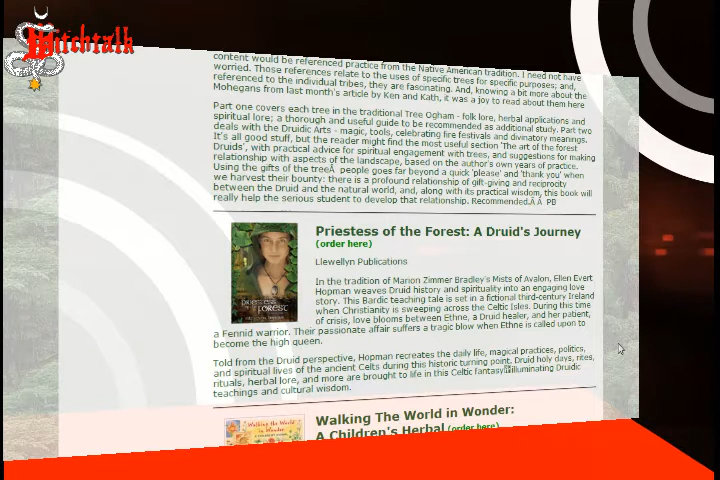 Witchtalk
content would be referenced practice from the Native American tradition. I need not have
worried. Those references relate to the uses of specific trees for specific purposes; and,
referenced to the individual tribes, they are fascinating. And, knowing a bit more about the
Mohegans from last month's article by Ken and Kath, it was a joy to read about them here
Part one covers each tree in the traditional Tree Ogham - folk lore, herbal applications and
spiritual lore; a thorough and useful guide to be recommended as additional study. Part two
deals with the Druidic Arts - magic, tools, celebrating fire festivals and divinatory meanings.
It's all good stuff, but the reader might find the most useful section 'The art of the forest
Druids', with practical advice for spiritual engagement with trees, and suggestions for making
relationship with aspects of the landscape, based on the author's own years of practice.
Using the gifts of the treeÂ people goes far beyond a quick 'please' and 'thank you' when
we harvest their bounty: there is a profound relationship of gift-giving and reciprocity
between the Druid and the natural world, and, along with its practical wisdom, this book will
really help the serious student to develop that relationship. Recommended.Â Â PB
Priestess of the Forest: A Druid's Journey
(order here)
Llewellyn Publications
PRIESTESS
OF THE
FOREST
In the tradition of Marion Zimmer Bradley's Mists of Avalon, Ellen Evert
Hopman weaves Druid history and spirituality into an engaging love
story. This Bardic teaching tale is set in a fictional third-century Ireland
when Christianity is sweeping across the Celtic Isles. During this time
of crisis, love blooms between Ethne, a Druid healer, and her patient,
a Fennid warrior. Their passionate affair suffers a tragic blow when Ethne is called upon to
become the high queen.
Told from the Druid perspective, Hopman recreates the daily life, magical practices, politics,
and spiritual lives of the ancient Celts during this historic turning point. Druid holy days, rites,
rituals, herbal lore, and more are brought to life in this Celtic fantasy illuminating Druidic
teachings and cultural wisdom.
Walking The World in Wonder:
A Children's Herbal (order here)
Walking the World
in Wonder